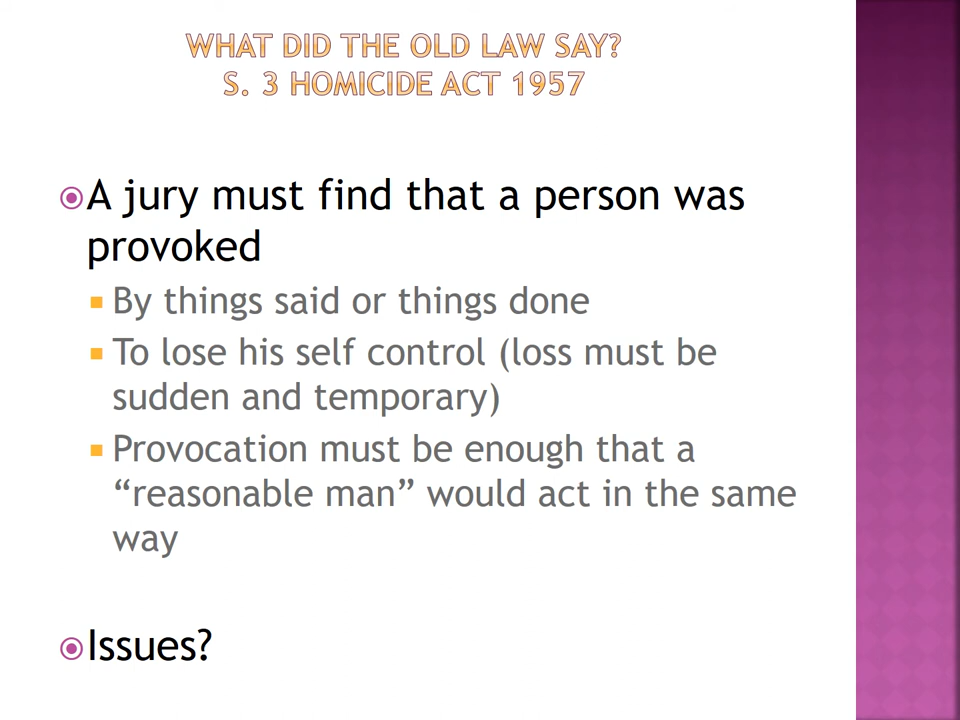 WHAT DID THE OLD LAW SAY?
S. 3 HOMICIDE ACT 1957
A jury must find that a person was
provoked
By things said or things done
To lose his self control (loss must be
sudden and temporary)
Provocation must be enough that a
“reasonable man” would act in the same
way
Issues?